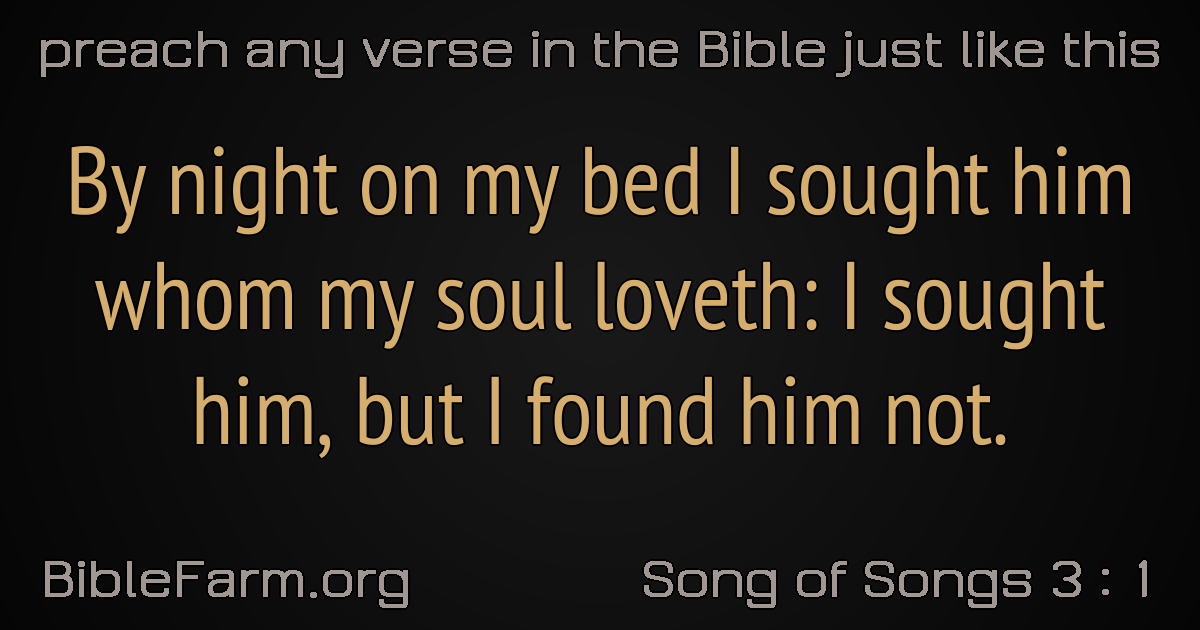 preach any verse in the Bible just like this
By night on my bed I sought him
whom my soul loveth: I sought
him, but I found him not.
BibleFarm.org
Song of Songs 3 : 1